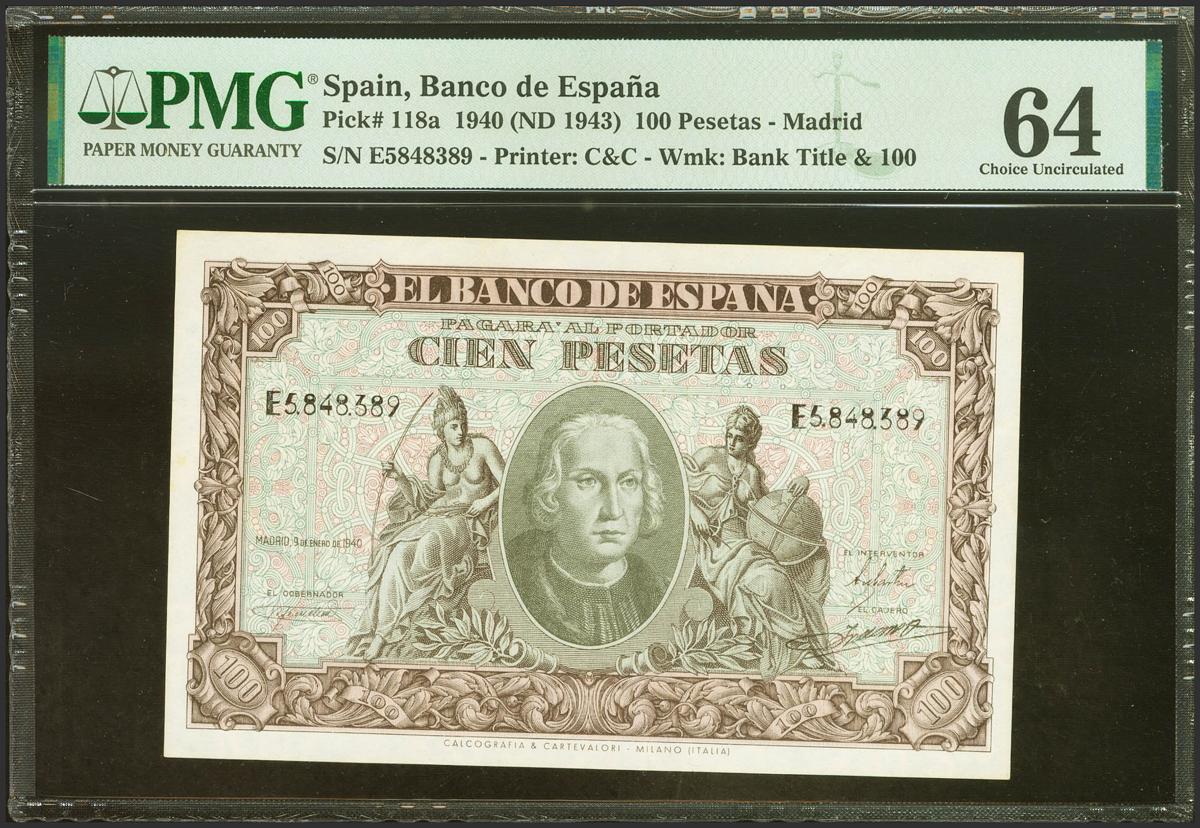 PMG®
PAPER MONEY GUARANTY
Spain, Banco de España
Pick# 118a 1940 (ND 1943) 100 Pesetas - Madrid
S/N E5848389 - Printer: C&C - Wmk: Bank Title & 100
64
Choice Uncirculated
100
100
EL BANCO DE ESPAÑA
100
100
PAGARA' AL PORTADOR
CIEN PESETAS
E5.848.389
E5.848.389
MADRID, 9 DE ENERO DE 1940
EL GOBERNADOR
EL INTERVENTOR
EL CAJERO
100
100
100
100
CALCOGRAFIA & CARTEVALORI - MILANO (ITALIA)